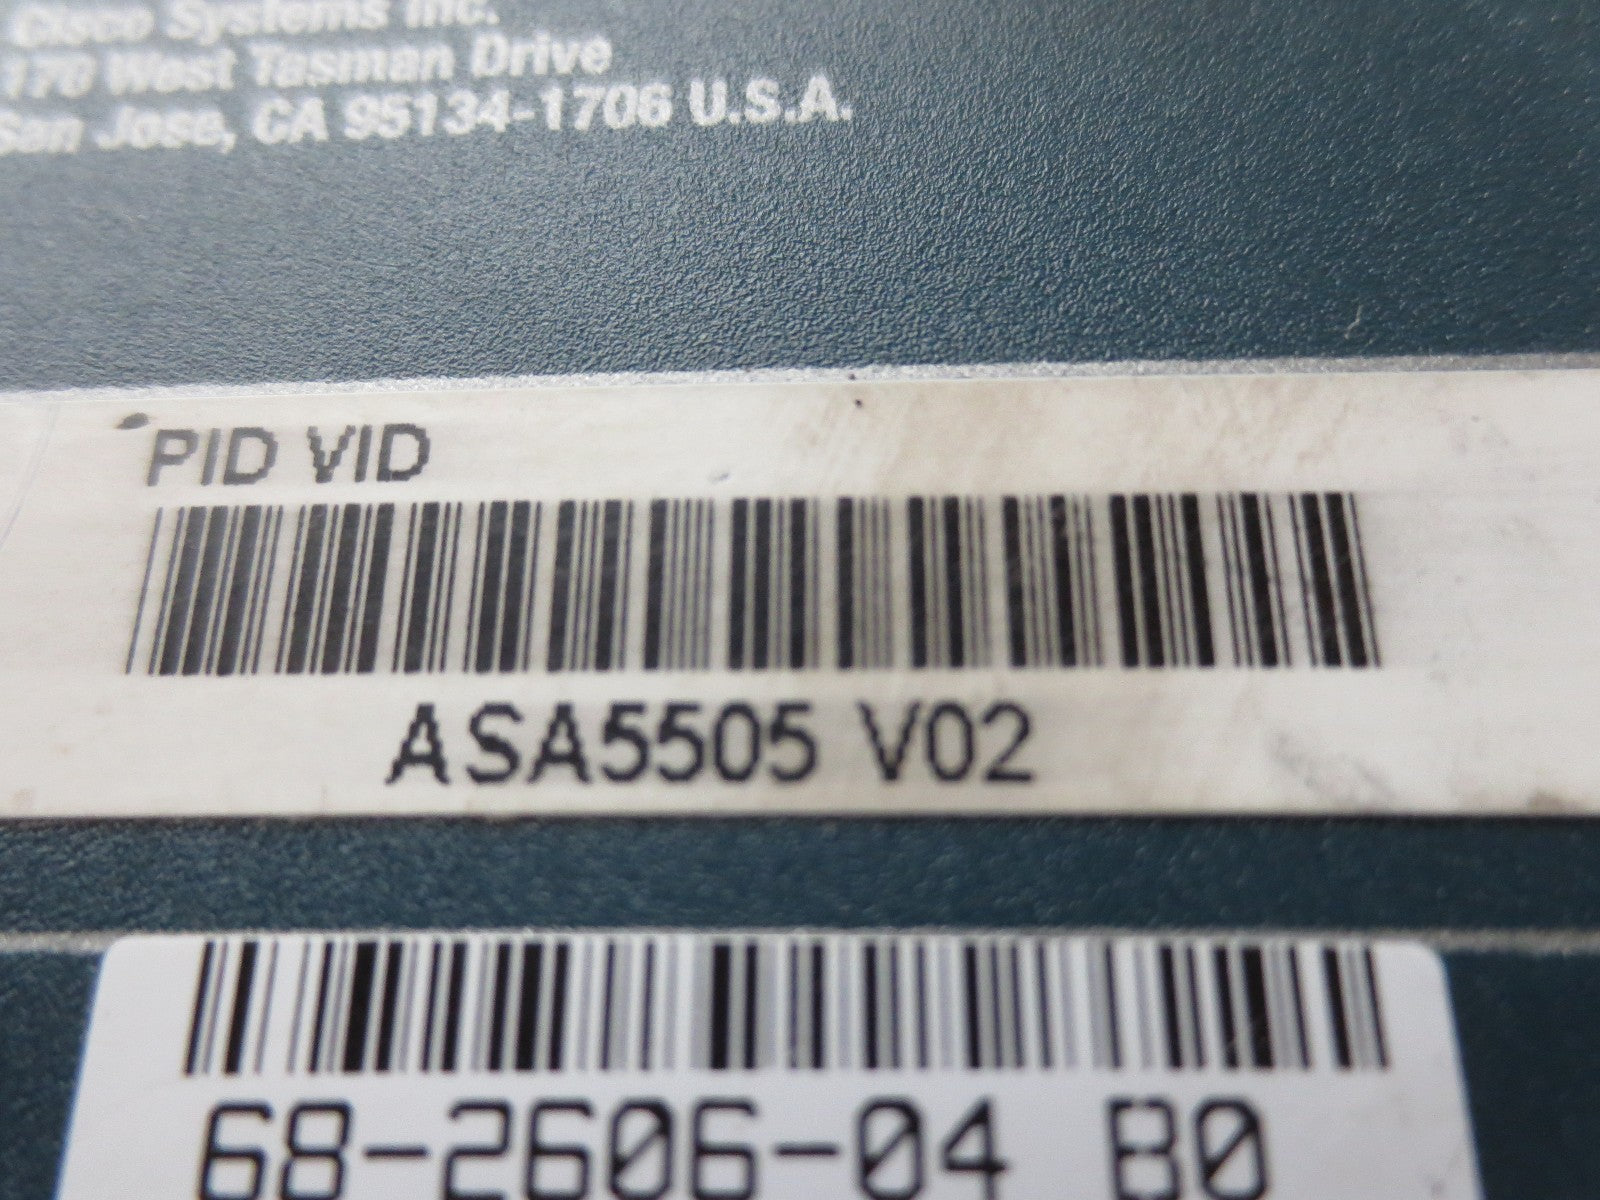 Cisco Systems Inc.
170 West Tasman Drive
San Jose, CA 95134-1706 U.S.A.
PID VID
ASA5505 V02
68-2606-04 B0